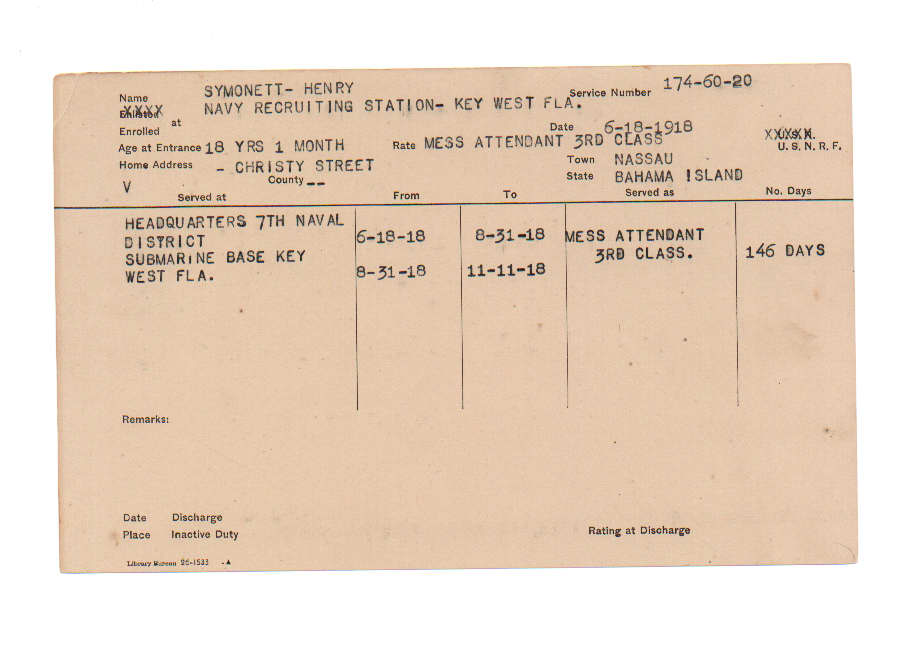 Name SYMONETT- HENRY Service Number 174-60-20
Enlisted XXXX at NAVY RECRUITING STATION- KEY WEST FLA.
Enrolled Date 6-18-1918 XXXXX U.S.N.
Age at Entrance 18 YRS 1 MONTH Rate MESS ATTENDANT 3RD CLASS U. S. N. R. F.
Home Address - CHRISTY STREET Town NASSAU
V County -- State BAHAMA ISLAND
Served at From To Served as No. Days
HEADQUARTERS 7TH NAVAL
DISTRICT 6-18-18 8-31-18 MESS ATTENDANT
SUBMARINE BASE KEY 3RD CLASS. 146 DAYS
WEST FLA. 8-31-18 11-11-18
Remarks:
Date Discharge
Place Inactive Duty Rating at Discharge
Library Bureau 26-1533 -A